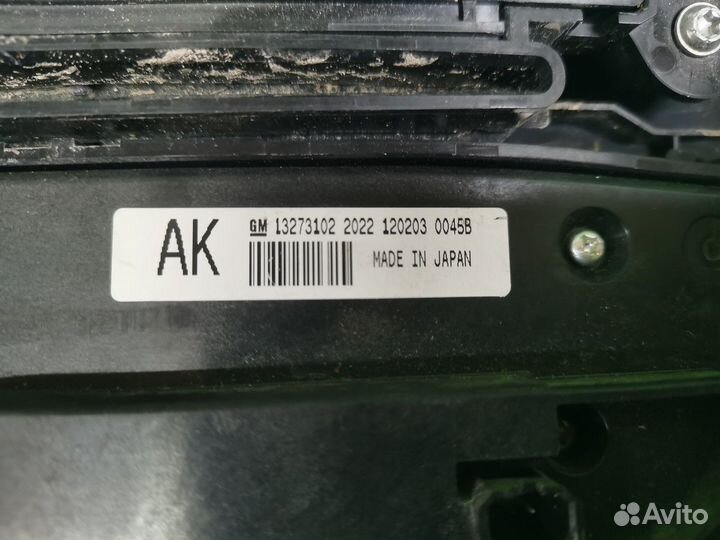 AK
GM 13273102 2022 120203 0045B
MADE IN JAPAN
Avito